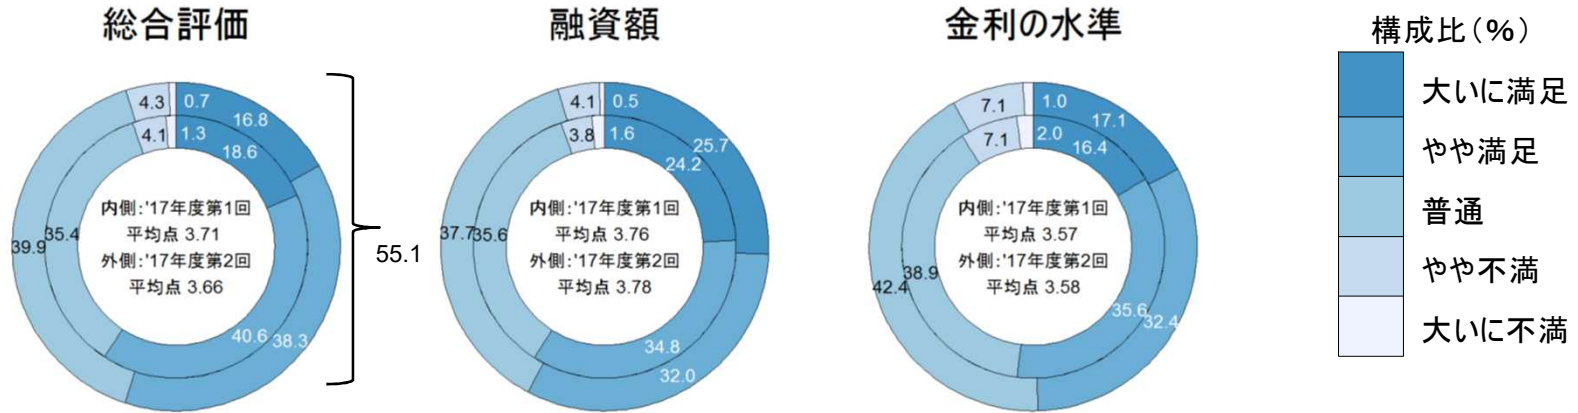 総合評価
4.3
0.7
16.8
4.1
1.3
18.6
39.9
35.4
40.6
38.3
内側:'17年度第1回
平均点 3.71
外側:'17年度第2回
平均点 3.66
55.1
融資額
4.1
0.5
25.7
3.8
1.6
24.2
37.7
35.6
34.8
32.0
内側:'17年度第1回
平均点 3.76
外側:'17年度第2回
平均点 3.78
金利の水準
7.1
1.0
17.1
7.1
2.0
16.4
42.4
38.9
35.6
32.4
内側:'17年度第1回
平均点 3.57
外側:'17年度第2回
平均点 3.58
構成比(%)
大いに満足
やや満足
普通
やや不満
大いに不満